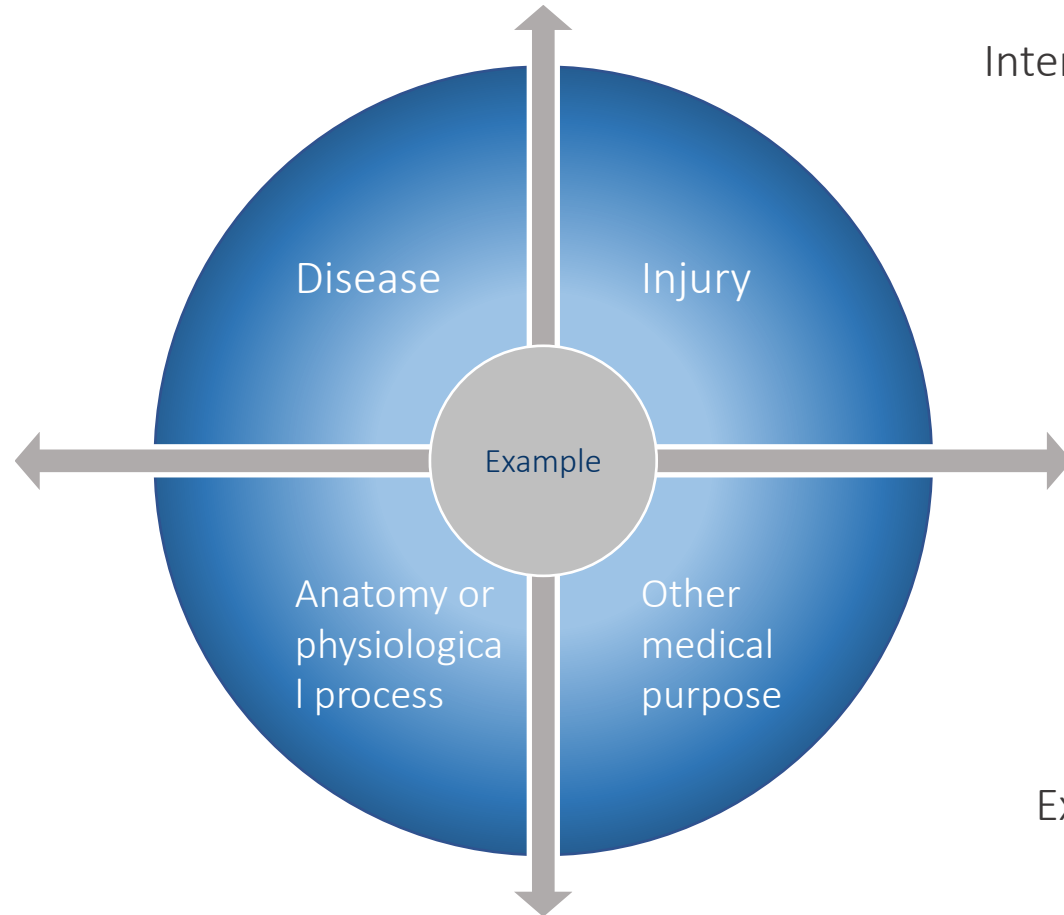 Inter
Disease
Injury
Example
Anatomy or
physiologica
l process
Other
medical
purpose
Ex